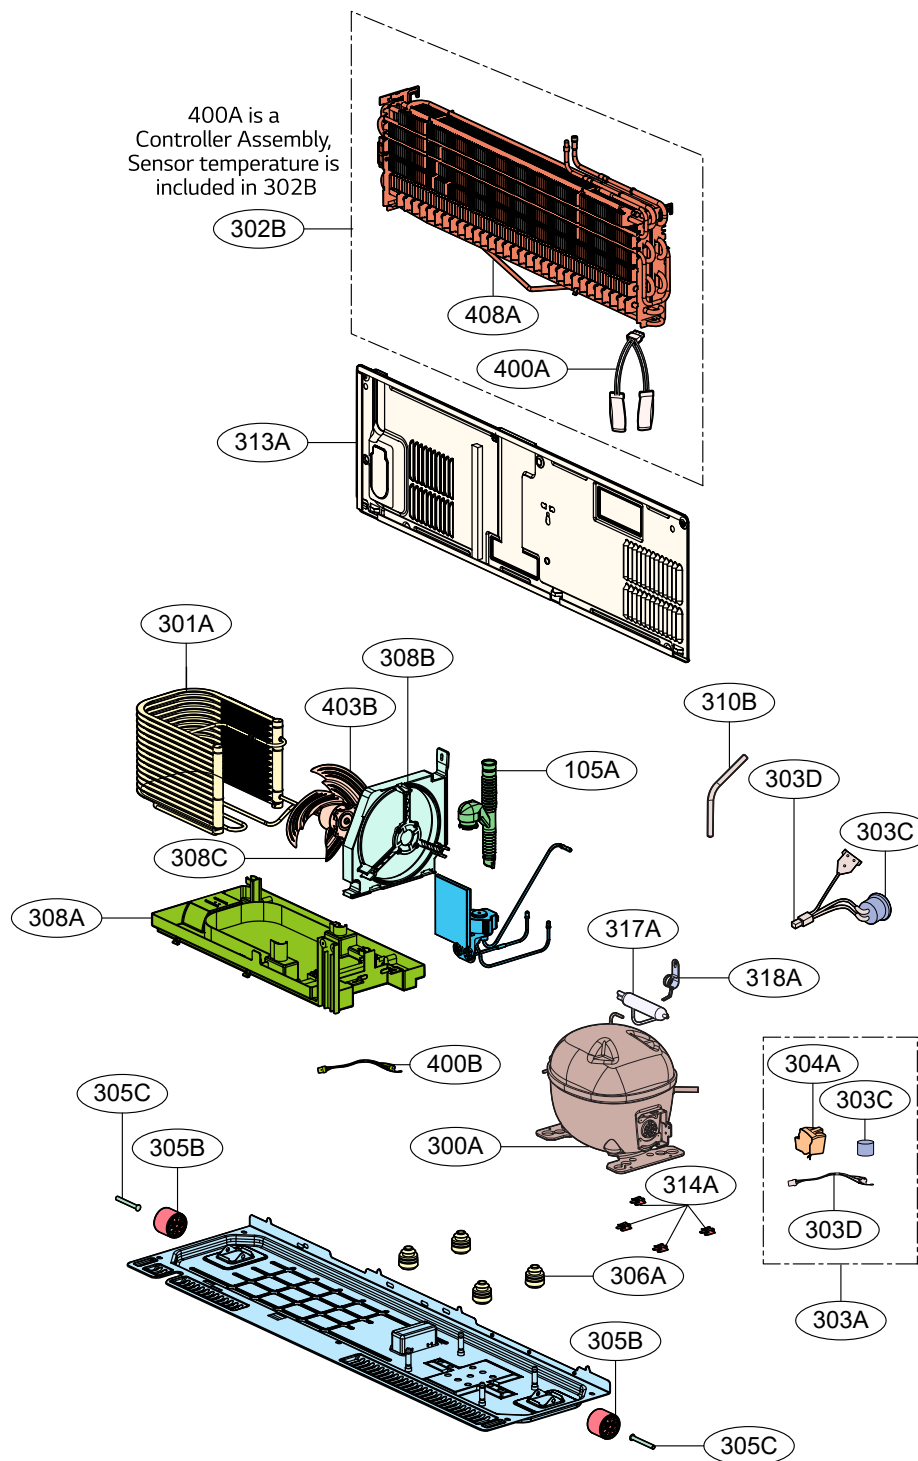 400A is a
Controller Assembly,
Sensor temperature is
included in 302B
302B
408A
400A
313A
301A
308B
403B
310B
105A
303D
303C
308C
308A
317A
318A
400B
304A
305C
303C
305B
300A
314A
303D
306A
303A
305B
305C